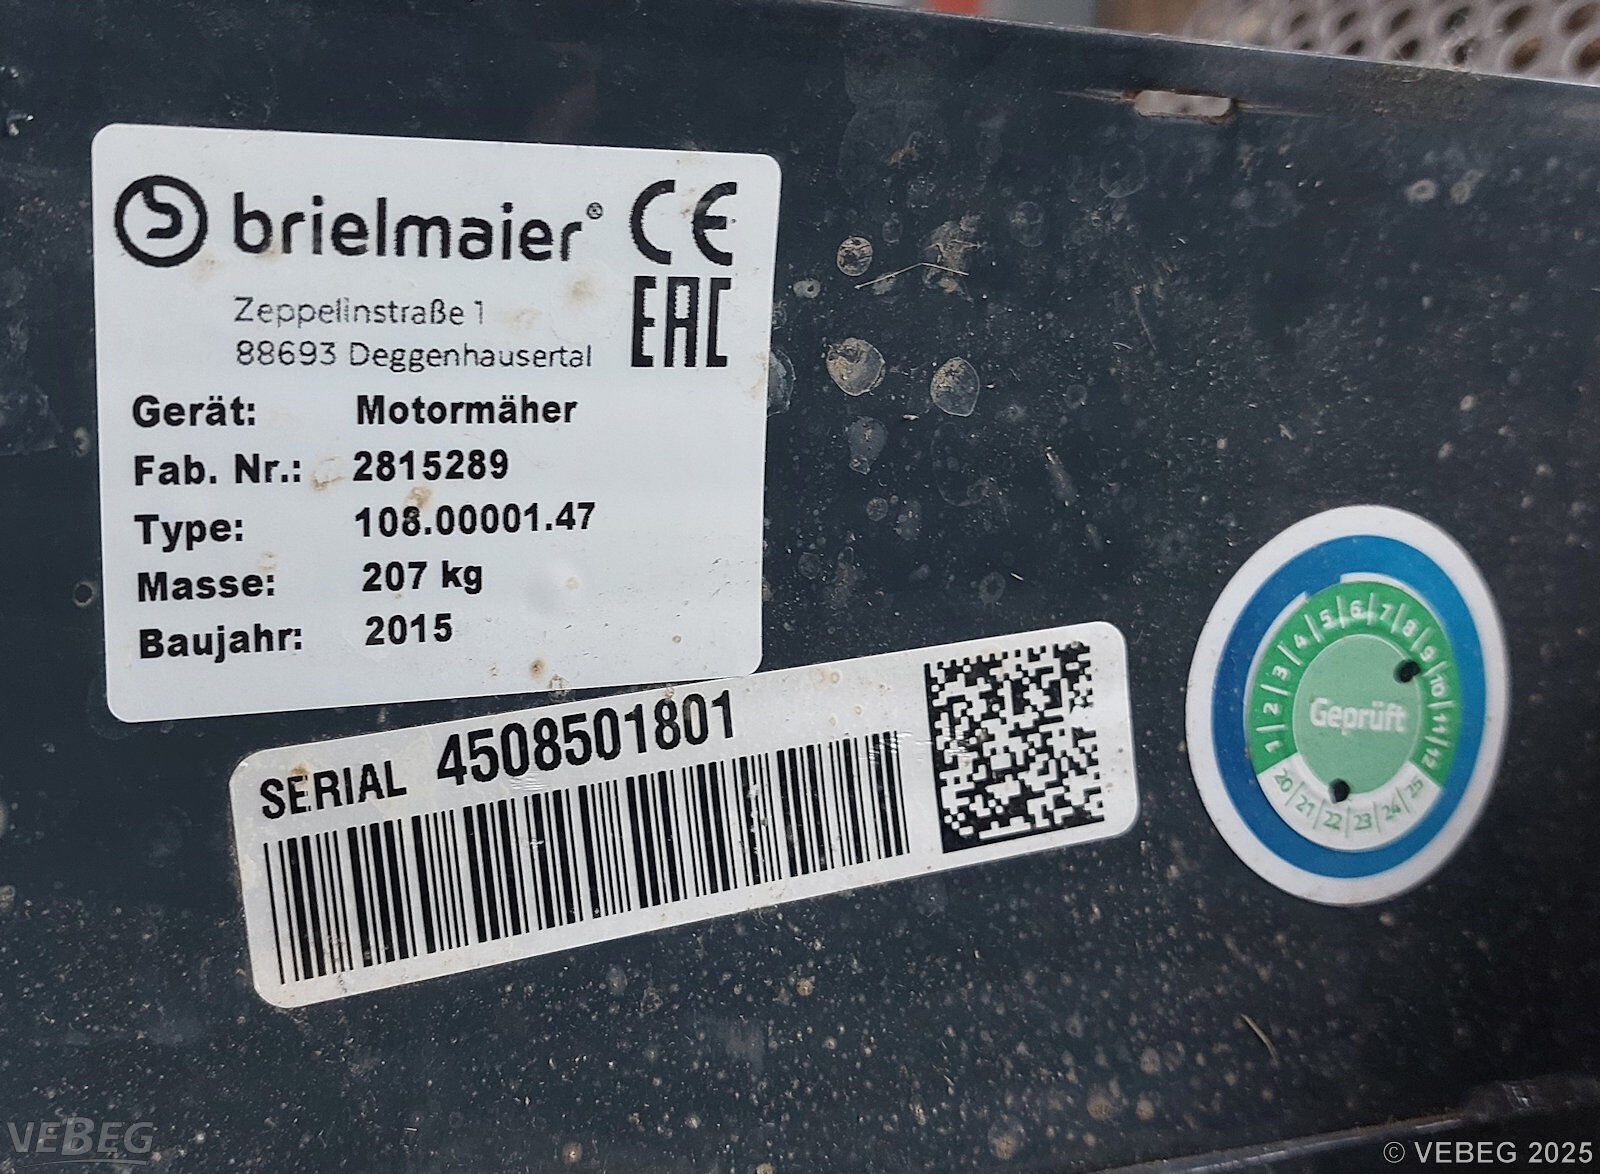 brielmaier®
CE
Zeppelinstraße 1
88693 Deggenhausertal
EAC
Gerät: Motormäher
Fab. Nr.: 2815289
Type: 108.00001.47
Masse: 207 kg
Baujahr: 2015
SERIAL 4508501801
1 2 3 4 5 6 7 8 9 10 11 12
Geprüft
20 21 22 23 24 25
VEBEG
© VEBEG 2025